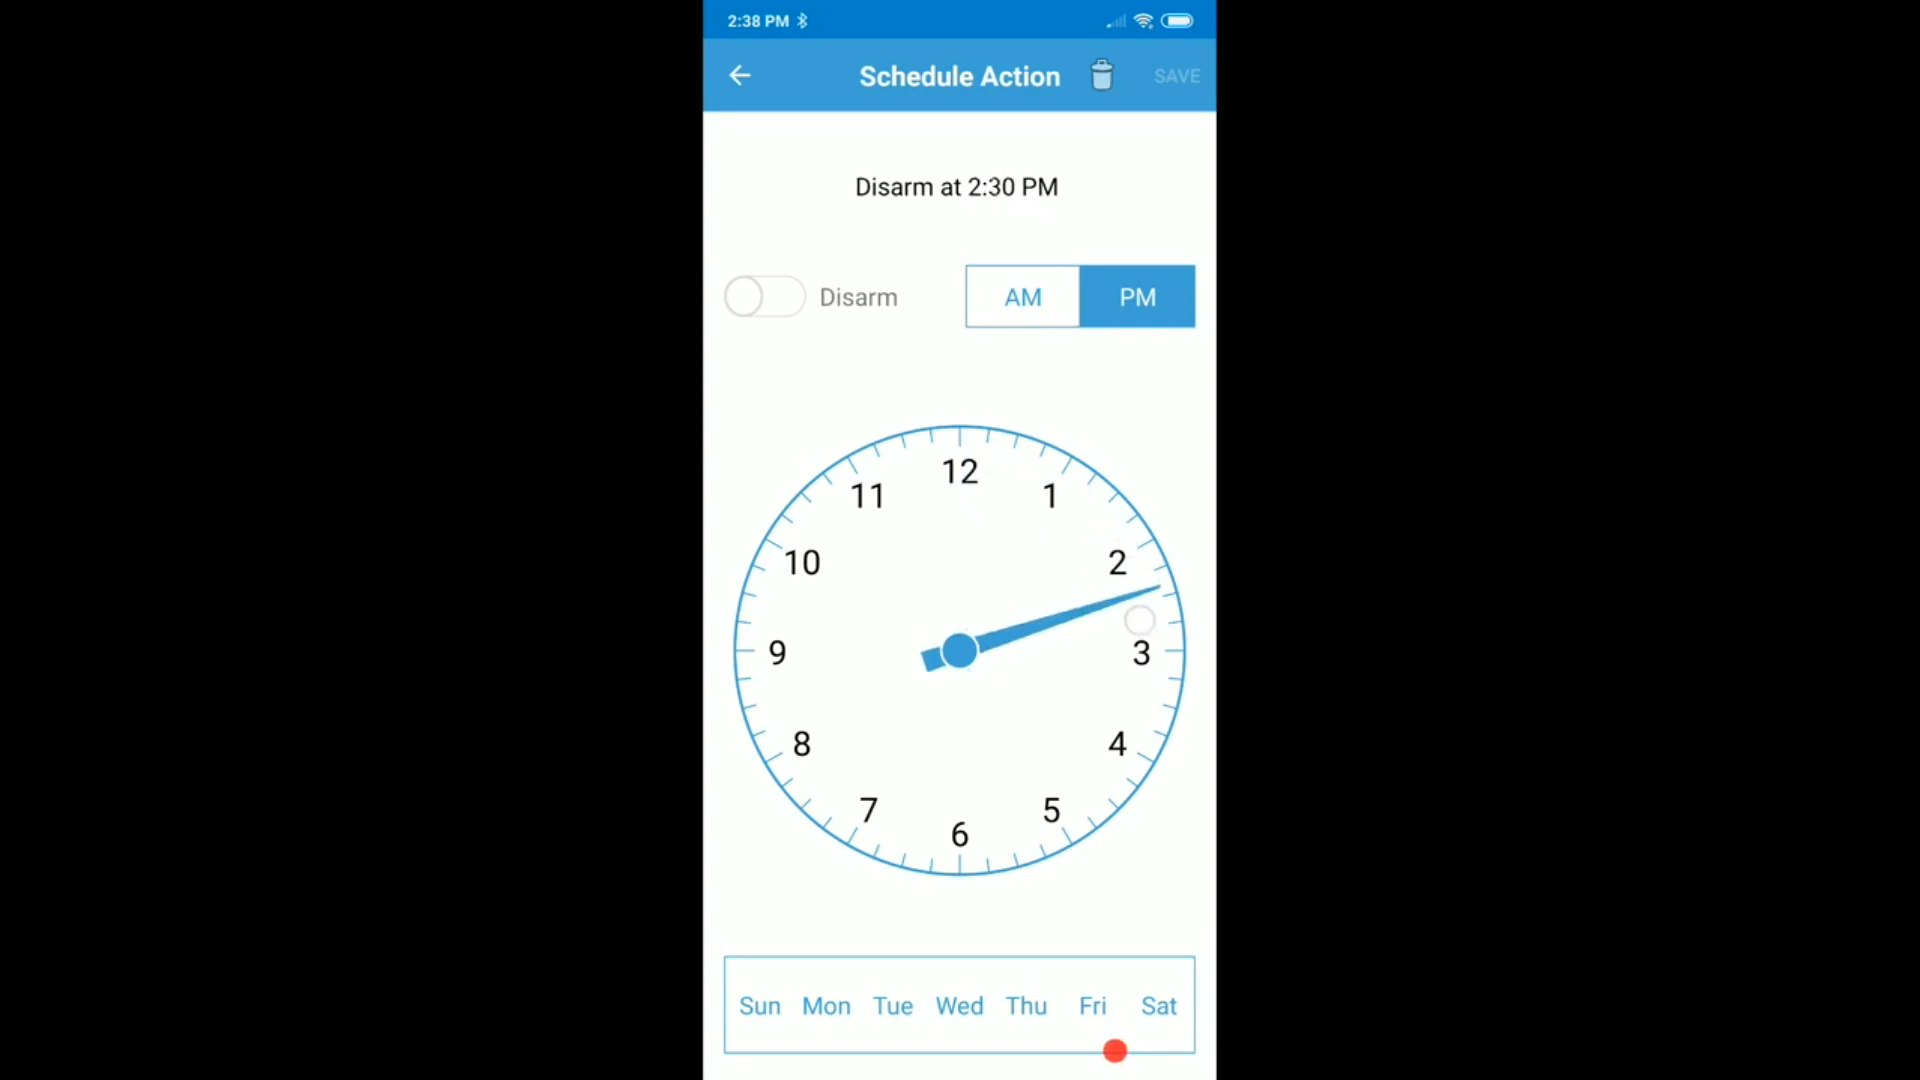 2:38 PM
Schedule Action
SAVE
Disarm at 2:30 PM
Disarm
AM
PM
12
11
1
10
2
9
3
8
4
7
5
6
Sun Mon Tue Wed Thu Fri Sat